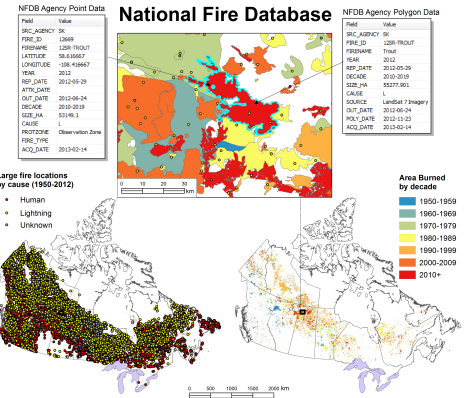 National Fire Database
NFDB Agency Point Data
Field Value
SRC_AGENCY SK
FIRE_ID 12669
FIRENAME 12SR-TROUT
LATITUDE 58.616667
LONGITUDE -108.416667
YEAR 2012
REP_DATE 2012-05-29
ATTK_DATE
OUT_DATE 2012-06-24
DECADE 2010-2019
SIZE_HA 53149.1
CAUSE L
PROTZONE Observation Zone
FIRE_TYPE
ACQ_DATE 2013-02-14
NFDB Agency Polygon Data
Field Value
SRC_AGENCY SK
FIRE_ID 12SR-TROUT
FIRENAME Trout
YEAR 2012
REP_DATE 2012-05-29
DECADE 2010-2019
SIZE_HA 55277.901
CAUSE L
SOURCE LandSat 7 Imagery
OUT_DATE 2012-06-24
POLY_DATE 2012-11-23
ACQ_DATE 2013-02-14
0 10 20 30
km
Large fire locations
by cause (1950-2012)
Human
Lightning
Unknown
Area Burned
by decade
1950-1959
1960-1969
1970-1979
1980-1989
1990-1999
2000-2009
2010+
0 500 1000 2000 km